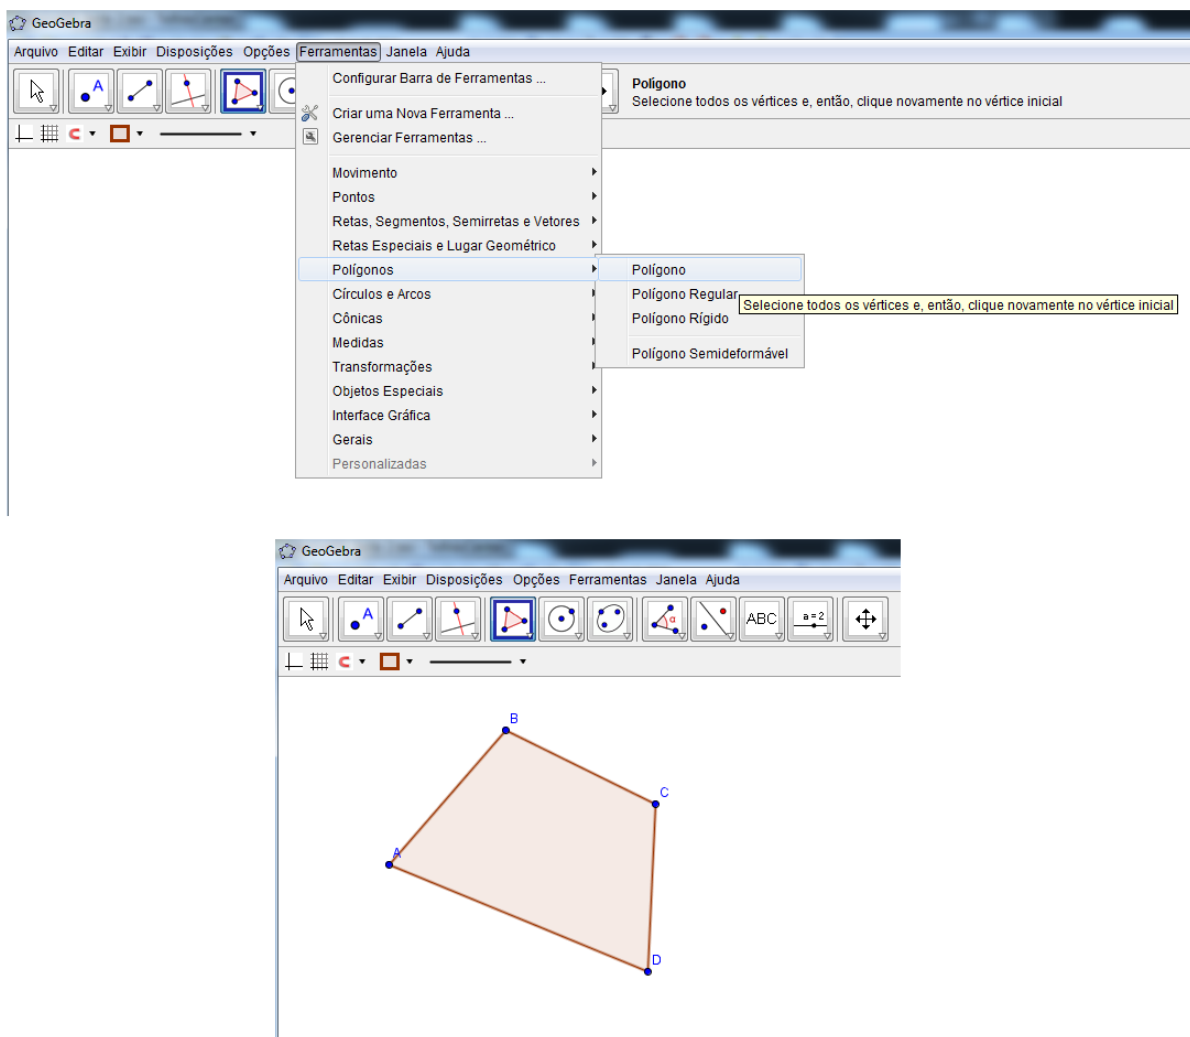 GeoGebra
Arquivo Editar Exibir Disposições Opções Ferramentas Janela Ajuda
A
Polígono
Selecione todos os vértices e, então, clique novamente no vértice inicial
Configurar Barra de Ferramentas ...
Criar uma Nova Ferramenta ...
Gerenciar Ferramentas ...
Movimento
Pontos
Retas, Segmentos, Semirretas e Vetores
Retas Especiais e Lugar Geométrico
Polígonos
Polígono
Círculos e Arcos
Polígono Regular
Selecione todos os vértices e, então, clique novamente no vértice inicial
Cônicas
Polígono Rígido
Medidas
Polígono Semideformável
Transformações
Objetos Especiais
Interface Gráfica
Gerais
Personalizadas
GeoGebra
Arquivo Editar Exibir Disposições Opções Ferramentas Janela Ajuda
A α ABC a=2
B
C
A
D